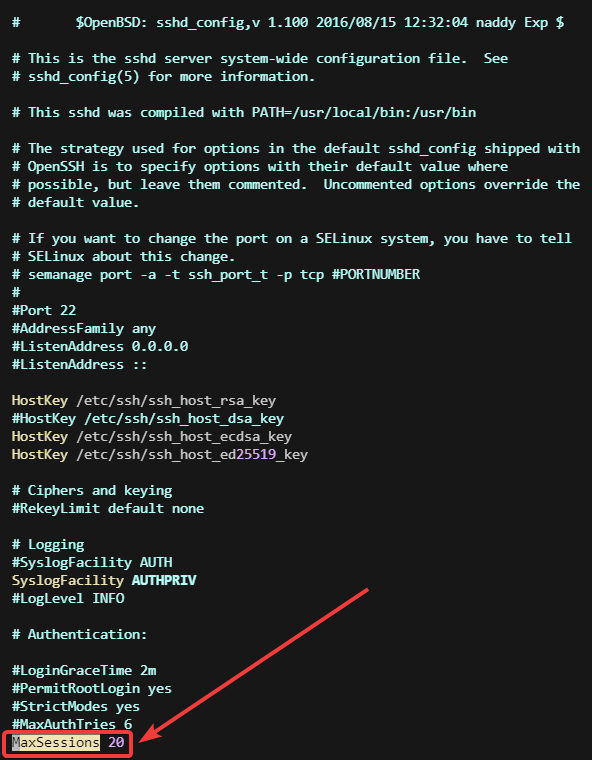 #       $OpenBSD: sshd_config,v 1.100 2016/08/15 12:32:04 naddy Exp $
# This is the sshd server system-wide configuration file.  See
# sshd_config(5) for more information.
# This sshd was compiled with PATH=/usr/local/bin:/usr/bin
# The strategy used for options in the default sshd_config shipped with
# OpenSSH is to specify options with their default value where
# possible, but leave them commented.  Uncommented options override the
# default value.
# If you want to change the port on a SELinux system, you have to tell
# SELinux about this change.
# semanage port -a -t ssh_port_t -p tcp #PORTNUMBER
#
#Port 22
#AddressFamily any
#ListenAddress 0.0.0.0
#ListenAddress ::
HostKey /etc/ssh/ssh_host_rsa_key
#HostKey /etc/ssh/ssh_host_dsa_key
HostKey /etc/ssh/ssh_host_ecdsa_key
HostKey /etc/ssh/ssh_host_ed25519_key
# Ciphers and keying
#RekeyLimit default none
# Logging
#SyslogFacility AUTH
SyslogFacility AUTHPRIV
#LogLevel INFO
# Authentication:
#LoginGraceTime 2m
#PermitRootLogin yes
#StrictModes yes
#MaxAuthTries 6
MaxSessions 20